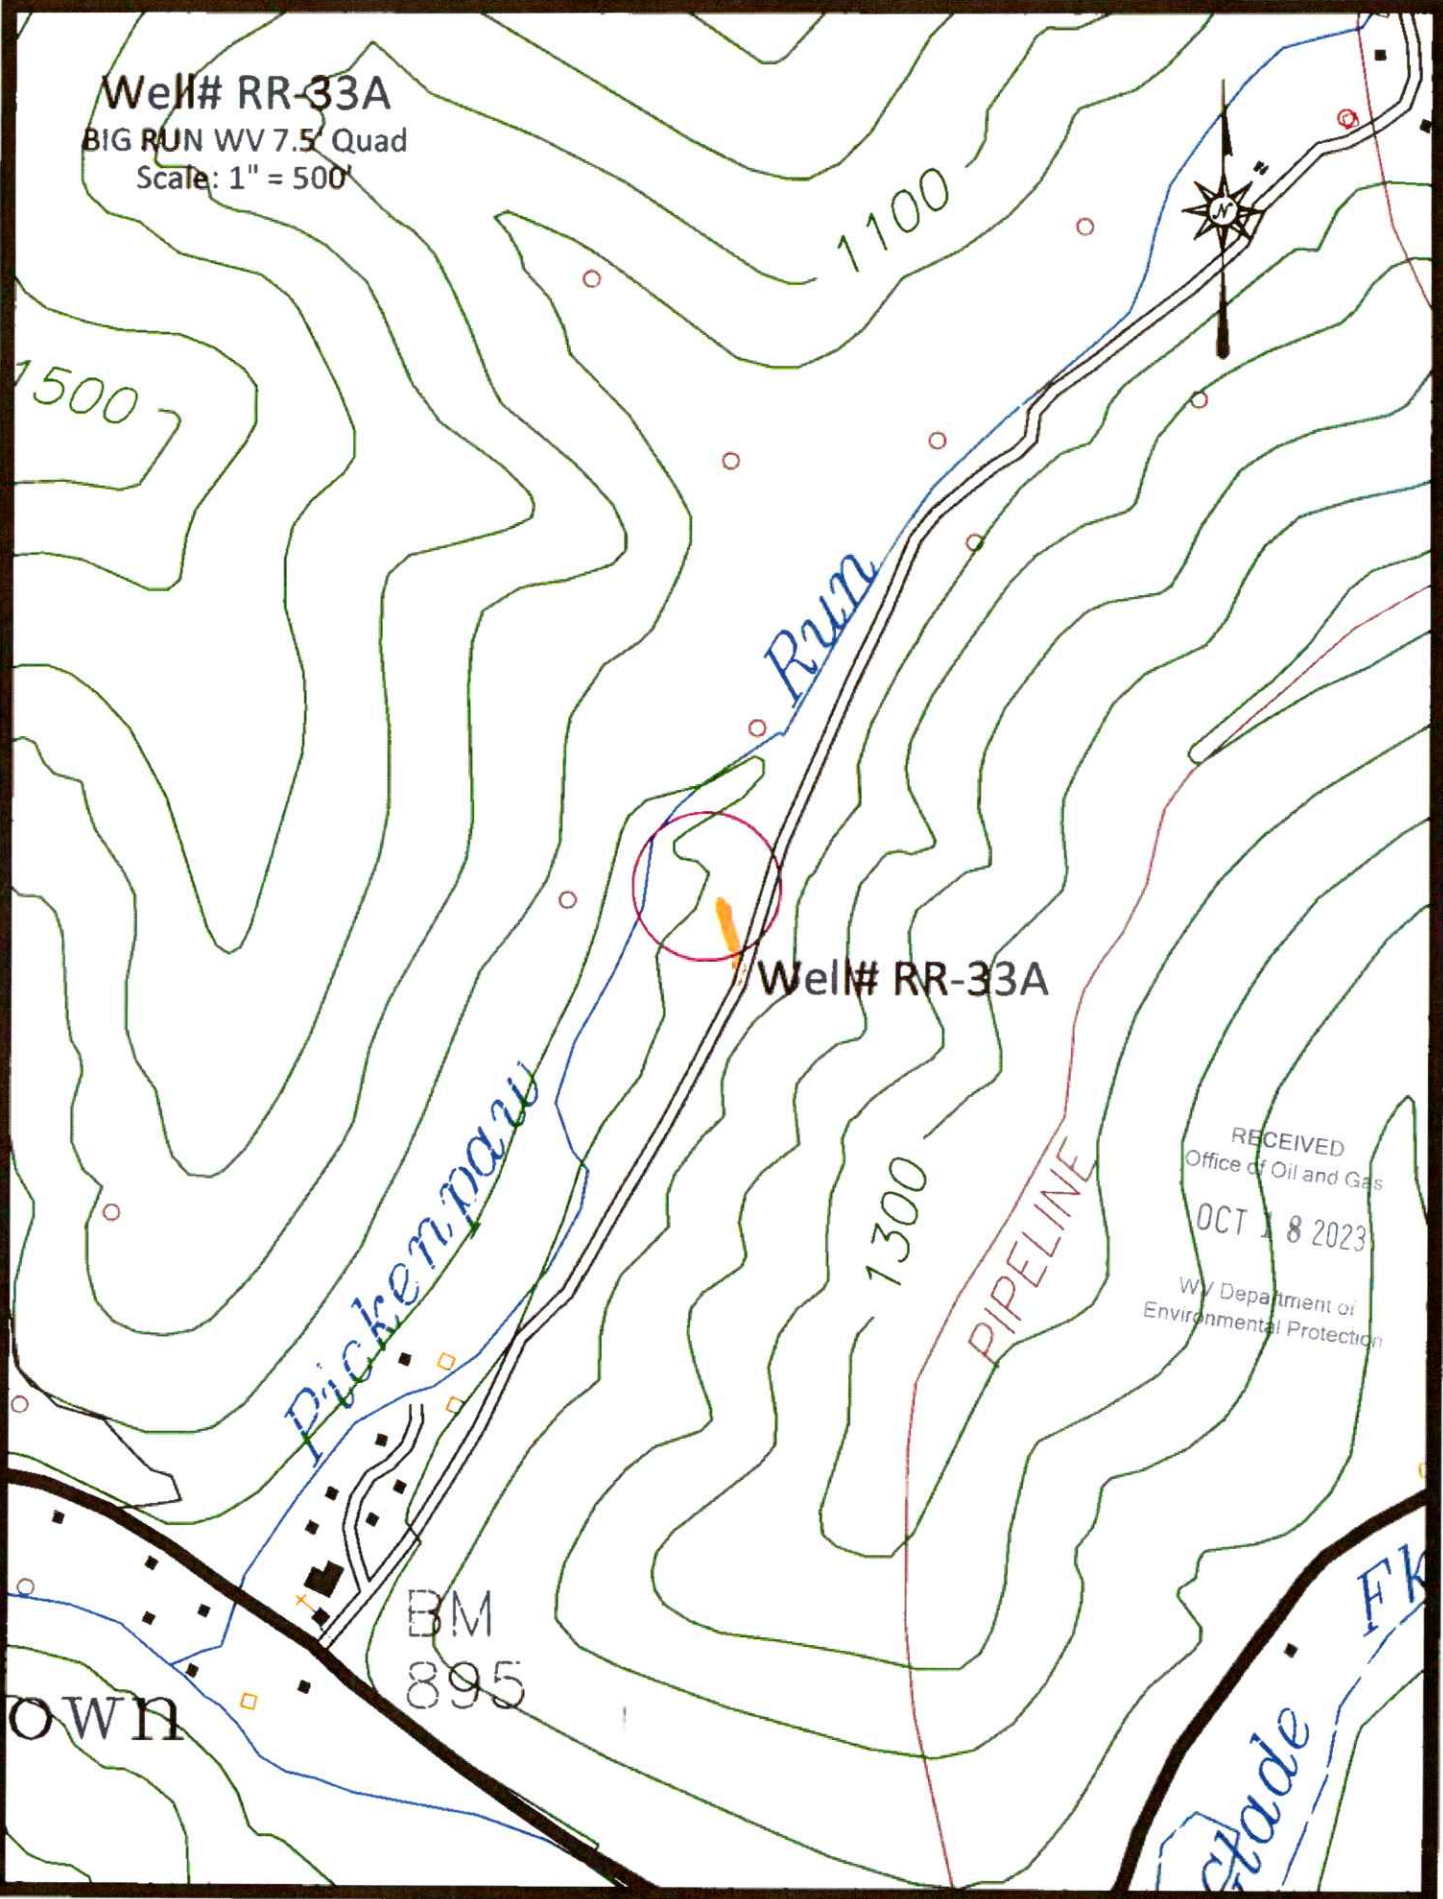 Well# RR-33A
BIG RUN WV 7.5' Quad
Scale: 1" = 500'
1100
N
1500
Run
Well# RR-33A
Pickenpaw
RECEIVED
Office of Oil and Gas
OCT 18 2023
WV Department of
Environmental Protection
1300
PIPELINE
BM
895
own
Fk
Glade